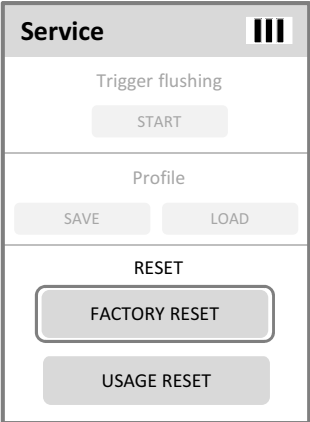 Service
Trigger flushing
START
Profile
SAVE LOAD
RESET
FACTORY RESET
USAGE RESET